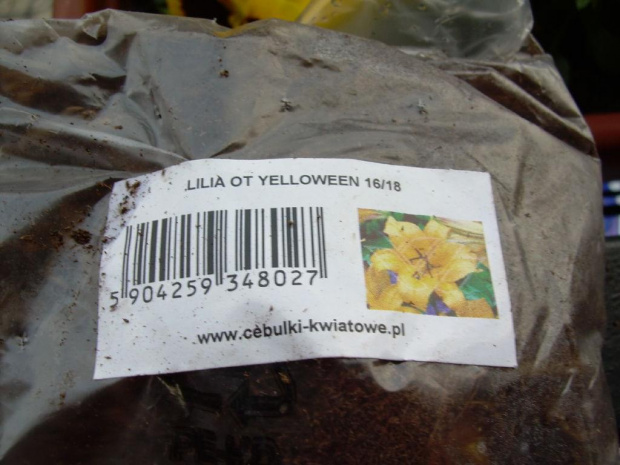 LILIA OT YELLOWEEN 16/18
5 904259 348027
www.cebulki-kwiatowe.pl